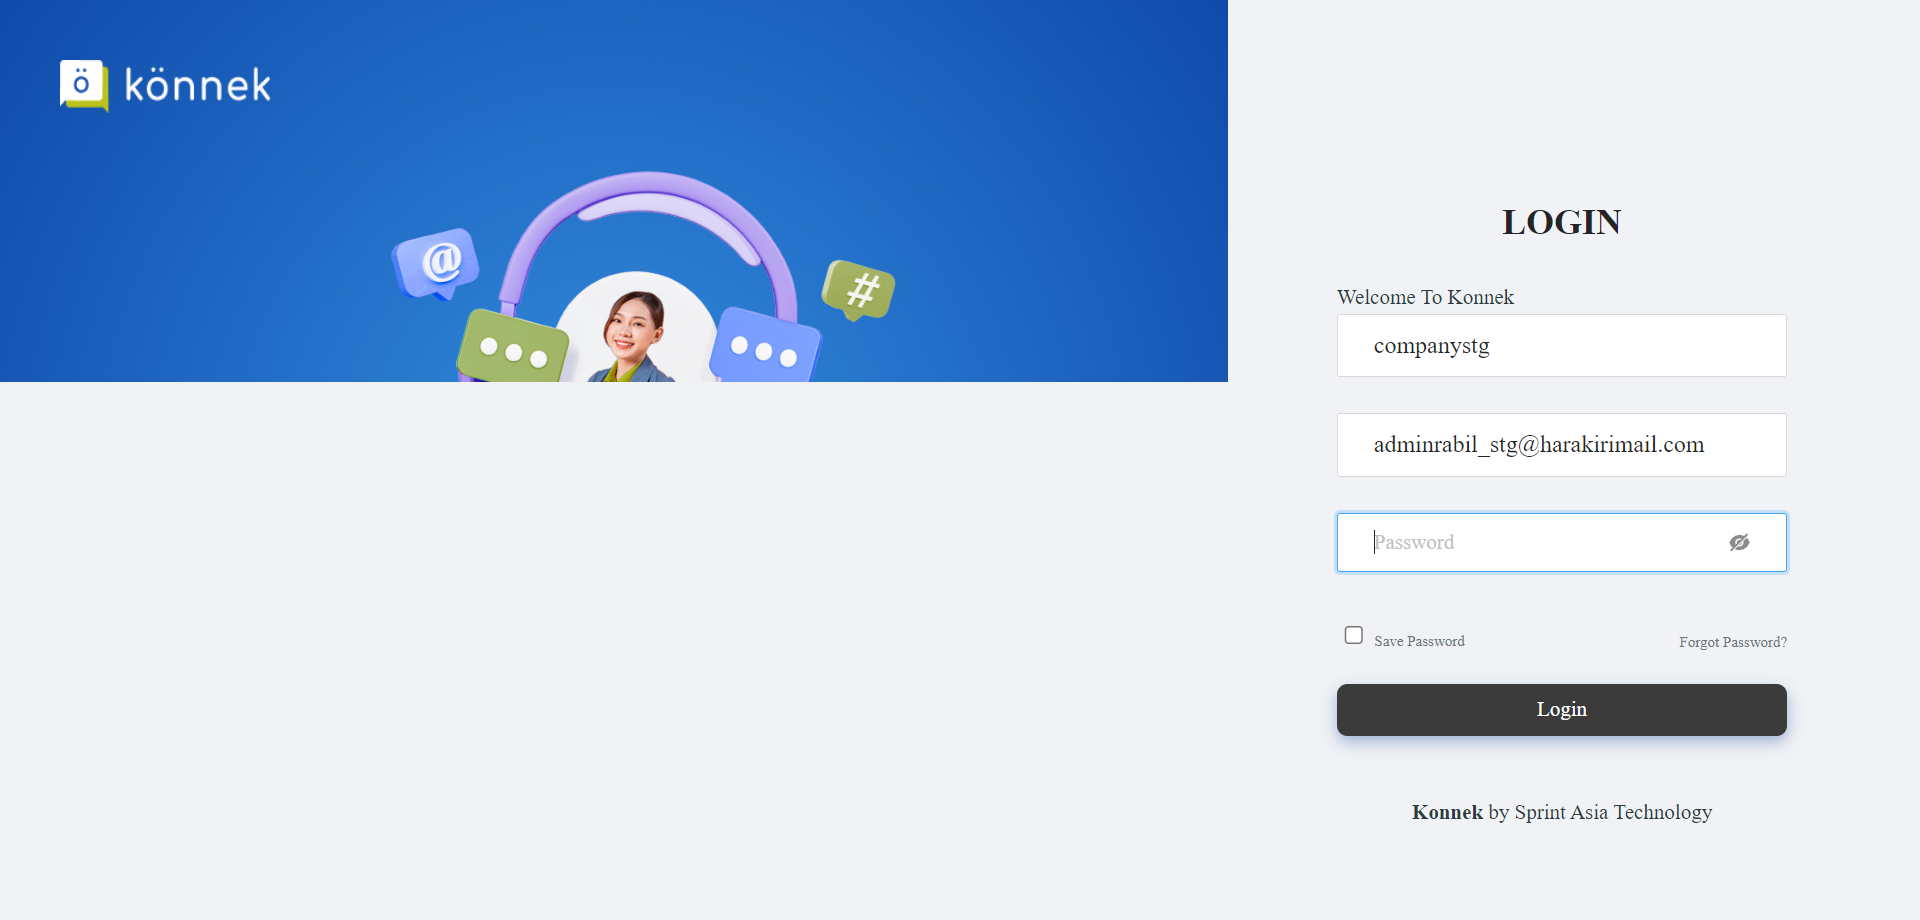 ö könnek
@
#
LOGIN
Welcome To Konnek
companystg
adminrabil_stg@harakirimail.com
Password
Save Password
Forgot Password?
Login
Konnek by Sprint Asia Technology